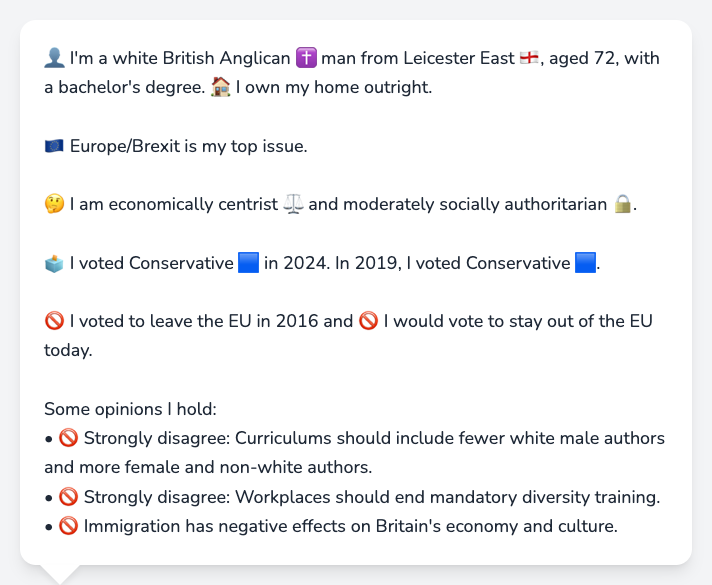 👤 I'm a white British Anglican ✝️ man from Leicester East 🏴󠁧󠁢󠁥󠁮󠁧󠁿, aged 72, with
a bachelor's degree. 🏠 I own my home outright.
🇪🇺 Europe/Brexit is my top issue.
🤔 I am economically centrist ⚖️ and moderately socially authoritarian 🔒.
🗳️ I voted Conservative 🟦 in 2024. In 2019, I voted Conservative 🟦.
🚫 I voted to leave the EU in 2016 and 🚫 I would vote to stay out of the EU
today.
Some opinions I hold:
• 🚫 Strongly disagree: Curriculums should include fewer white male authors
and more female and non-white authors.
• 🚫 Strongly disagree: Workplaces should end mandatory diversity training.
• 🚫 Immigration has negative effects on Britain's economy and culture.